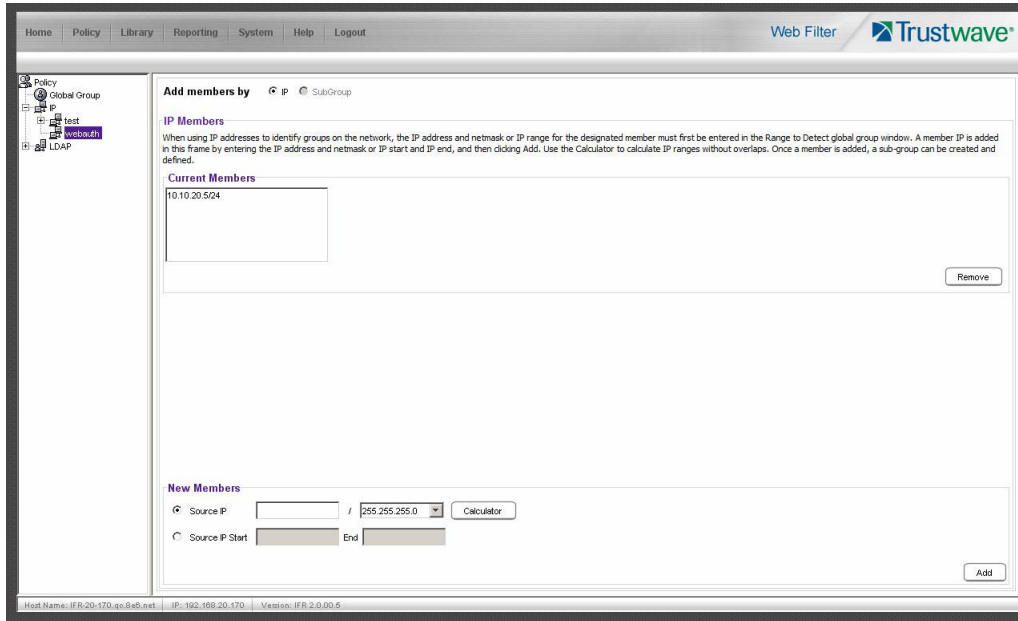 Home Policy Library Reporting System Help Logout
Web Filter
Trustwave®
Policy
Global Group
IP
test
webauth
LDAP
Add members by IP SubGroup
IP Members
When using IP addresses to identify groups on the network, the IP address and netmask or IP range for the designated member must first be entered in the Range to Detect global group window. A member IP is added
in this frame by entering the IP address and netmask or IP start and IP end, and then clicking Add. Use the Calculator to calculate IP ranges without overlaps. Once a member is added, a sub-group can be created and
defined.
Current Members
10.10.20.5/24
Remove
New Members
Source IP / 255.255.255.0 Calculator
Source IP Start End
Add
Host Name: IFR-20-170.qc.8e6.net IP: 192.168.20.170 Version: IFR 2.0.00.5